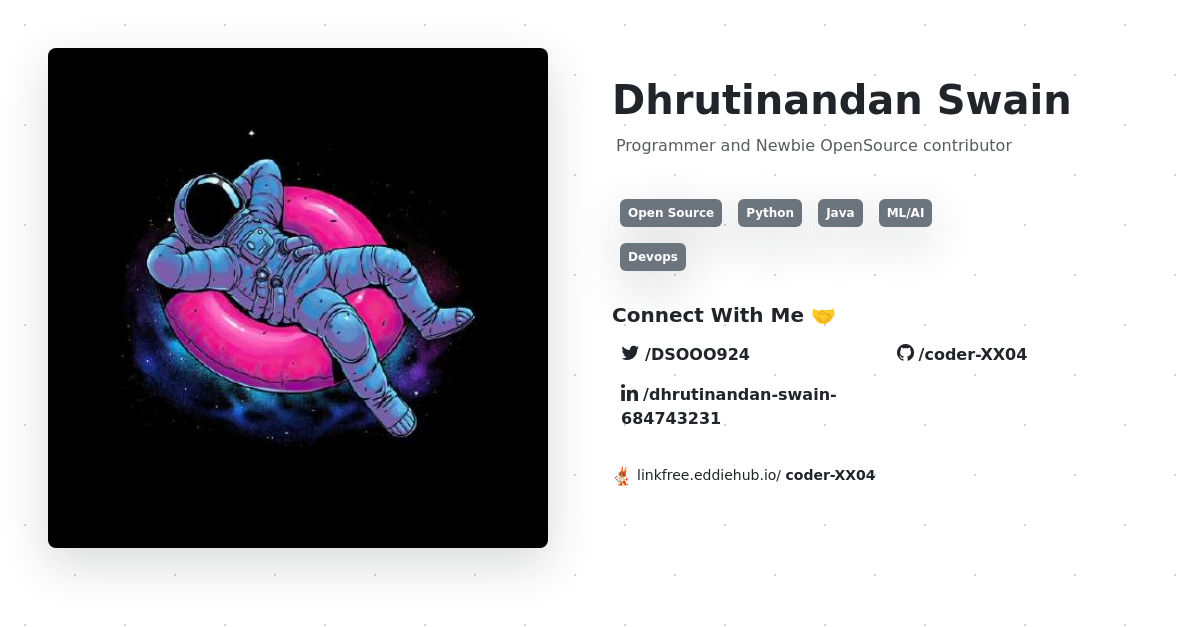 Dhrutinandan Swain
Programmer and Newbie OpenSource contributor
Open Source Python Java ML/AI
Devops
Connect With Me 🤝
/DSOOO924 /coder-XX04
/dhrutinandan-swain-
684743231
linkfree.eddiehub.io/ coder-XX04